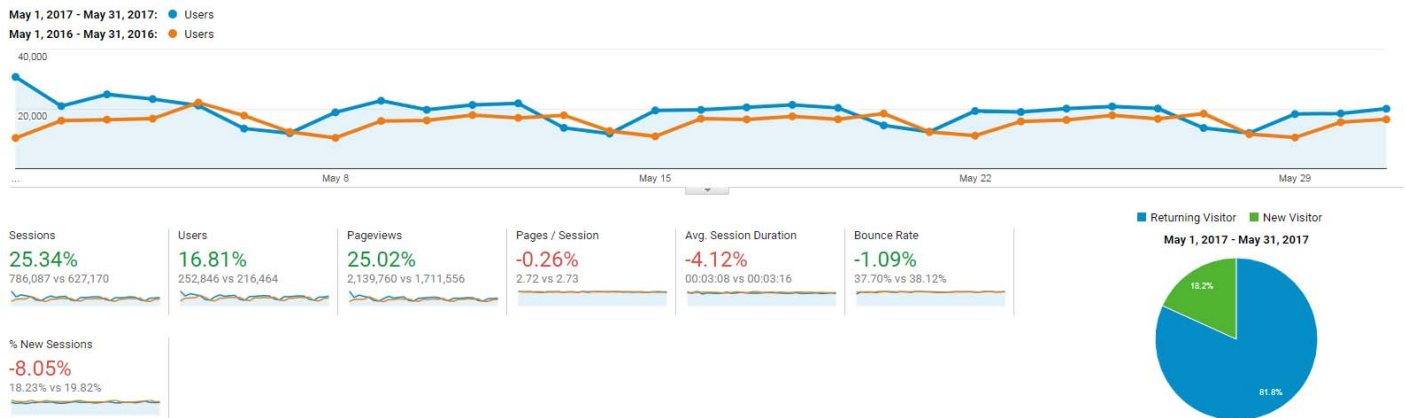 May 1, 2017 - May 31, 2017: Users
May 1, 2016 - May 31, 2016: Users
40,000
20,000
...
May 8
May 15
May 22
May 29
Returning Visitor
New Visitor
May 1, 2017 - May 31, 2017
18.2%
81.8%
Sessions
25.34%
786,087 vs 627,170
Users
16.81%
252,846 vs 216,464
Pageviews
25.02%
2,139,760 vs 1,711,556
Pages / Session
-0.26%
2.72 vs 2.73
Avg. Session Duration
-4.12%
00:03:08 vs 00:03:16
Bounce Rate
-1.09%
37.70% vs 38.12%
% New Sessions
-8.05%
18.23% vs 19.82%